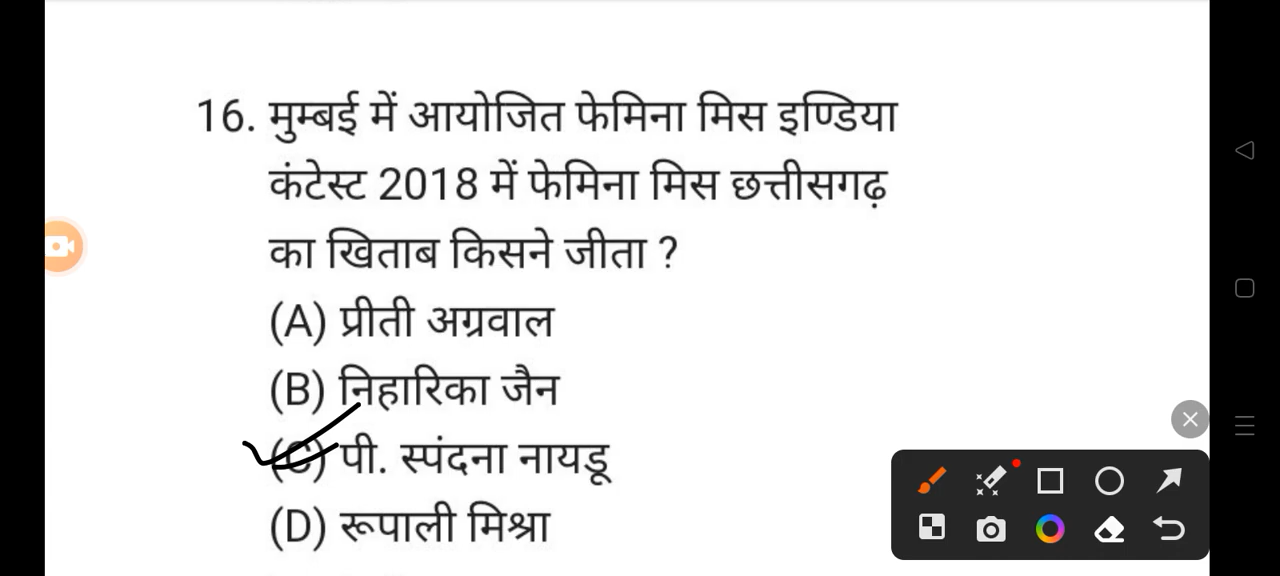 16. मुम्बई में आयोजित फेमिना मिस इण्डिया
कंटेस्ट 2018 में फेमिना मिस छत्तीसगढ़
का खिताब किसने जीता ?
(A) प्रीती अग्रवाल
(B) निहारिका जैन
(C) पी. स्पंदना नायडू
(D) रूपाली मिश्रा